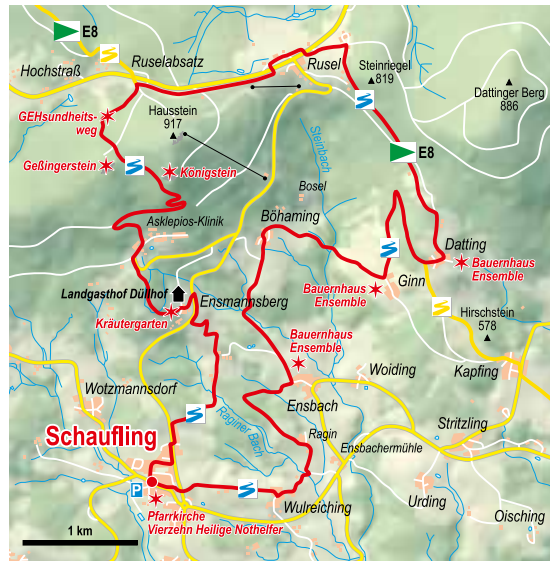 E8
Ruselabsatz
Hochstraß
Rusel
Steinriegel
819
Dattinger Berg
886
GEHsundheits-
weg
Hausstein
917
Steinbach
E8
Geßingerstein
Königstein
Bosel
Asklepios-Klinik
Böhaming
Datting
Bauernhaus
Ensemble
Landgasthof Düllhof
Ensmannsberg
Bauernhaus
Ensemble
Ginn
Hirschstein
578
Kräutergarten
Bauernhaus
Ensemble
Kapfing
Woiding
Wotzmannsdorf
Ensbach
Stritzling
Raginer
Bach
Ragin
Ensbachermühle
Schaufling
P
Urding
Oisching
Wulreiching
Pfarrkirche
Vierzehn Heilige Nothelfer
1 km